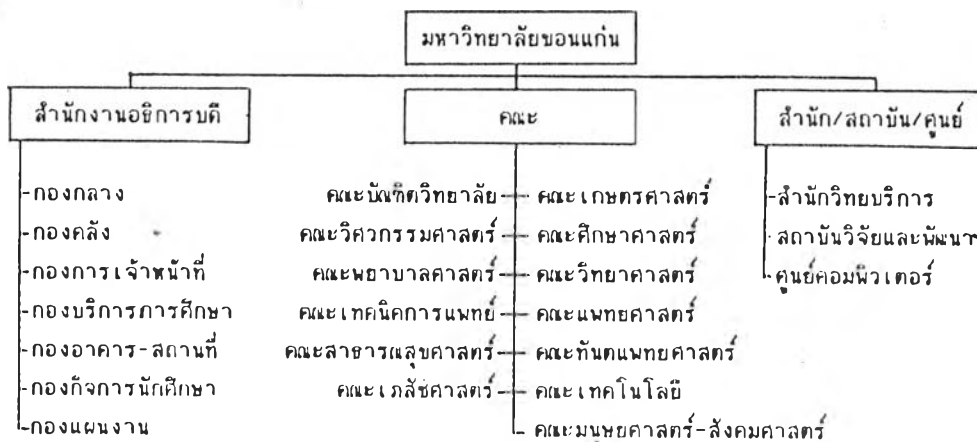 มหาวิทยาลัยขอนแก่น
สำนักงานอธิการบดี
คณะ
สำนัก/สถาบัน/ศูนย์
-กองกลาง
-กองคลัง
-กองการเจ้าหน้าที่
-กองบริการการศึกษา
-กองอาคาร-สถานที่
-กองกิจการนักศึกษา
-กองแผนงาน
คณะบัณฑิตวิทยาลัย
คณะวิศวกรรมศาสตร์
คณะพยาบาลศาสตร์
คณะเทคนิคการแพทย์
คณะสาธารณสุขศาสตร์
คณะเภสัชศาสตร์
คณะเกษตรศาสตร์
คณะศึกษาศาสตร์
คณะวิทยาศาสตร์
คณะแพทยศาสตร์
คณะทันตแพทยศาสตร์
คณะเทคโนโลยี
คณะมนุษยศาสตร์-สังคมศาสตร์
-สำนักวิทยบริการ
สถาบันวิจัยและพัฒนา
-ศูนย์คอมพิวเตอร์